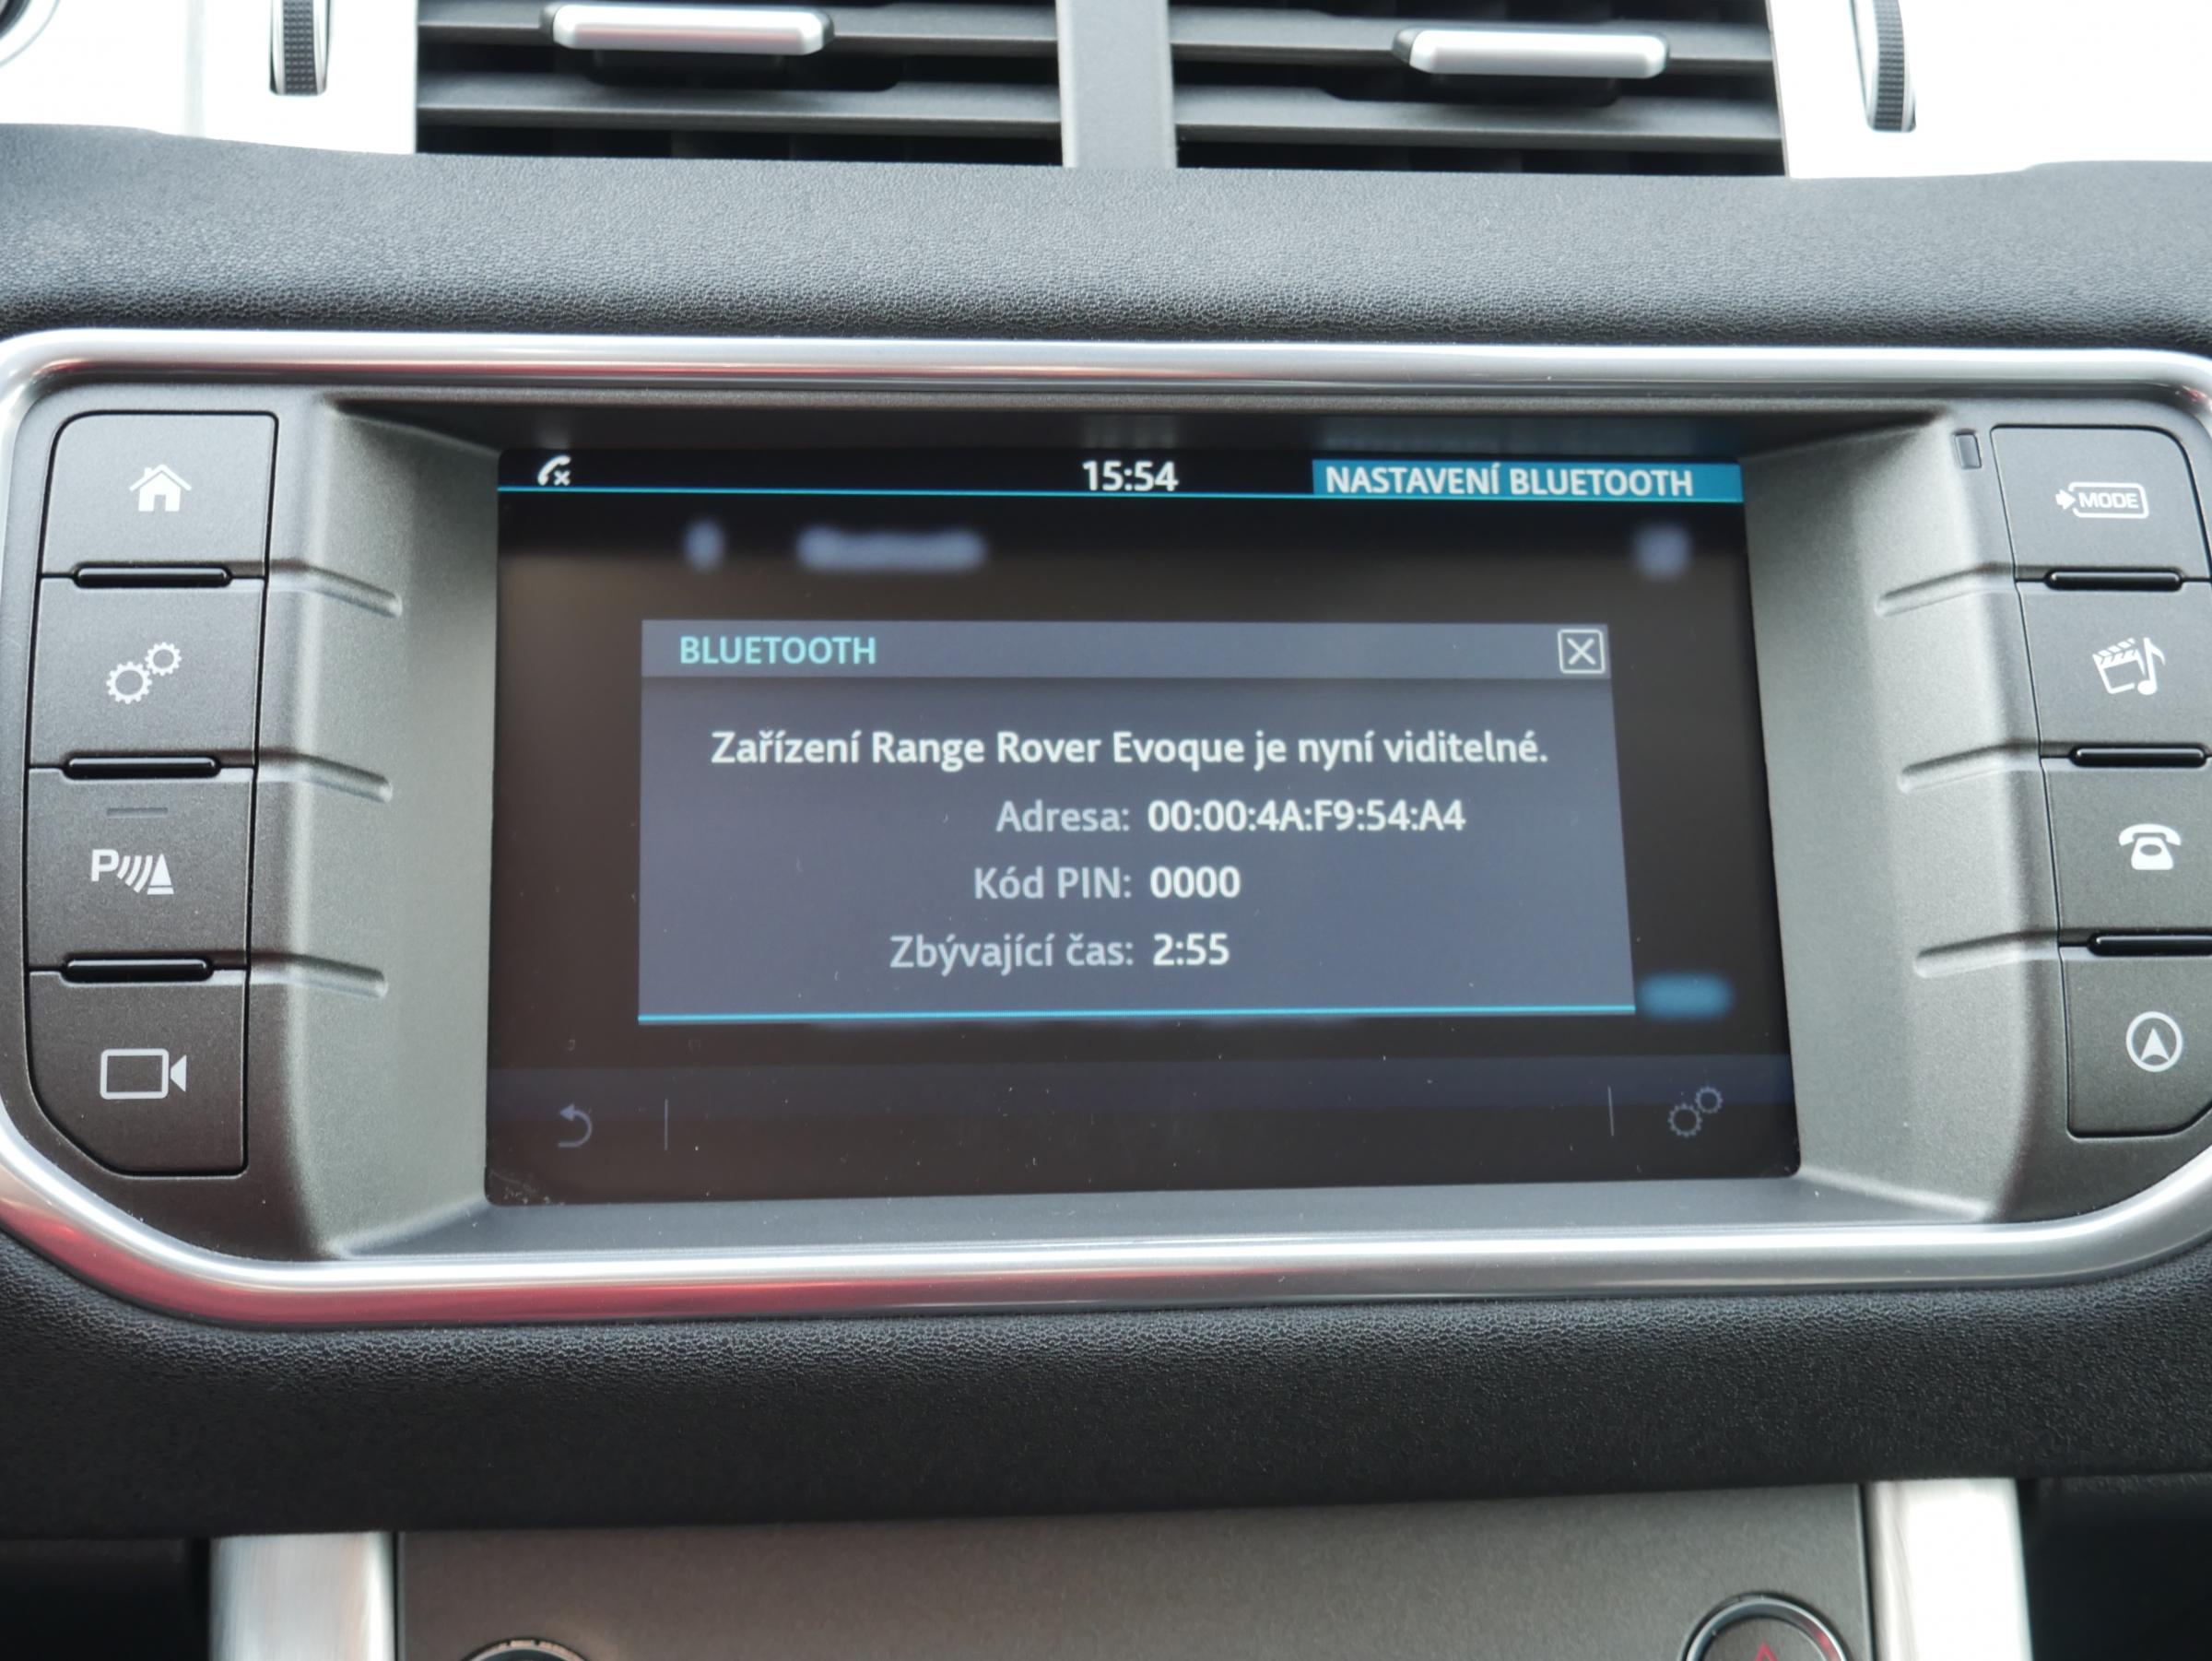 15:54 NASTAVENÍ BLUETOOTH
MODE
BLUETOOTH
Zařízení Range Rover Evoque je nyní viditelné.
Adresa: 00:00:4A:F9:54:A4
Kód PIN: 0000
Zbývající čas: 2:55
P